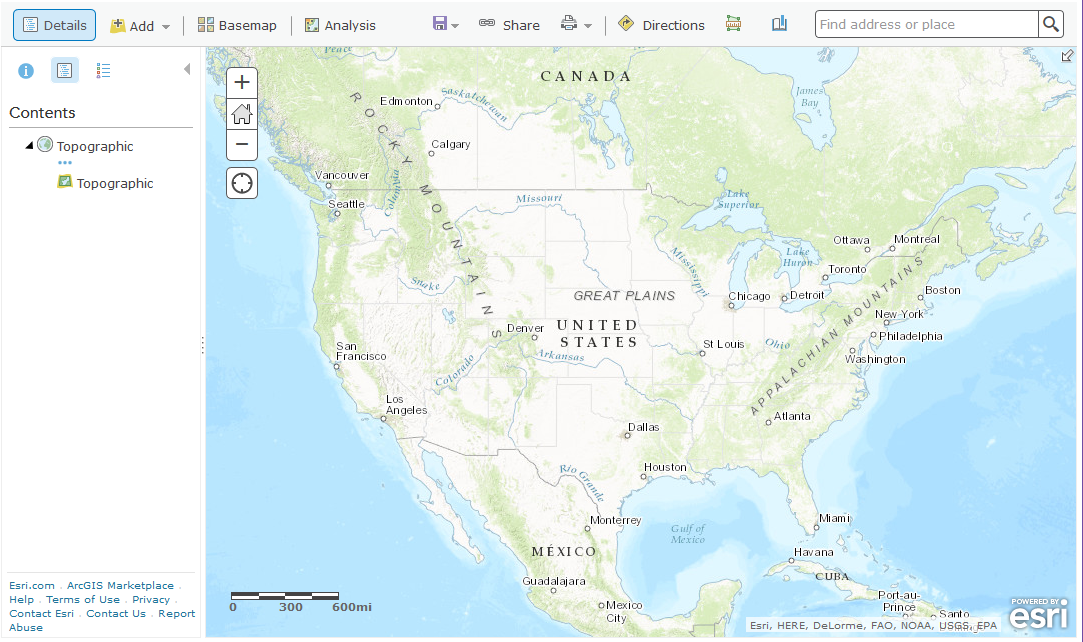 Details
Add
Basemap
Analysis
Share
Directions
Find address or place
Contents
Topographic
Topographic
Esri.com . ArcGIS Marketplace .
Help . Terms of Use . Privacy .
Contact Esri . Contact Us . Report
Abuse
Peace
CANADA
Edmonton
Saskatchewan
James
Bay
ROCKY MOUNTAINS
Calgary
Vancouver
Columbia
Seattle
Missouri
Lake
Superior
Ottawa
Montreal
Mississippi
Lake
Huron
Toronto
Snake
GREAT PLAINS
Chicago
Detroit
Boston
New York
Denver
UNITED
STATES
Philadelphia
San
Francisco
St Louis
Ohio
Washington
Arkansas
Colorado
APPALACHIAN MOUNTAINS
Los
Angeles
Atlanta
Dallas
Houston
Rio Grande
Monterrey
Gulf of
Mexico
Miami
MÉXICO
Havana
CUBA
Guadalajara
Mexico
City
Port-au-
Prince
Santo
0 300 600mi
Esri, HERE, DeLorme, FAO, NOAA, USGS, EPA
POWERED BY
esri